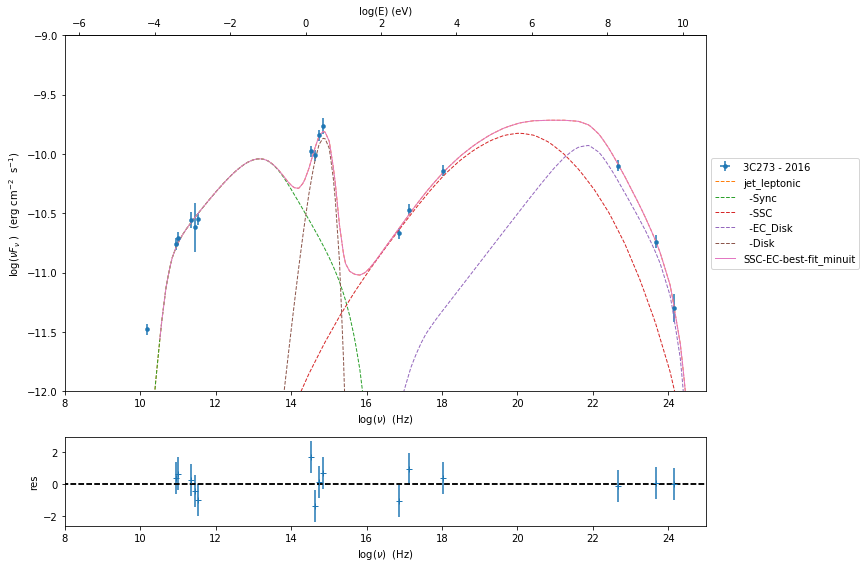 log(E) (eV)
−6 −4 −2 0 2 4 6 8 10
−9.0
−9.5
−10.0
−10.5
−11.0
−11.5
−12.0
log(νFν ) (erg cm⁻² s⁻¹)
8 10 12 14 16 18 20 22 24
log(ν) (Hz)
3C273 - 2016
jet_leptonic
-Sync
-SSC
-EC_Disk
-Disk
SSC-EC-best-fit_minuit
2
0
−2
res
8 10 12 14 16 18 20 22 24
log(ν) (Hz)